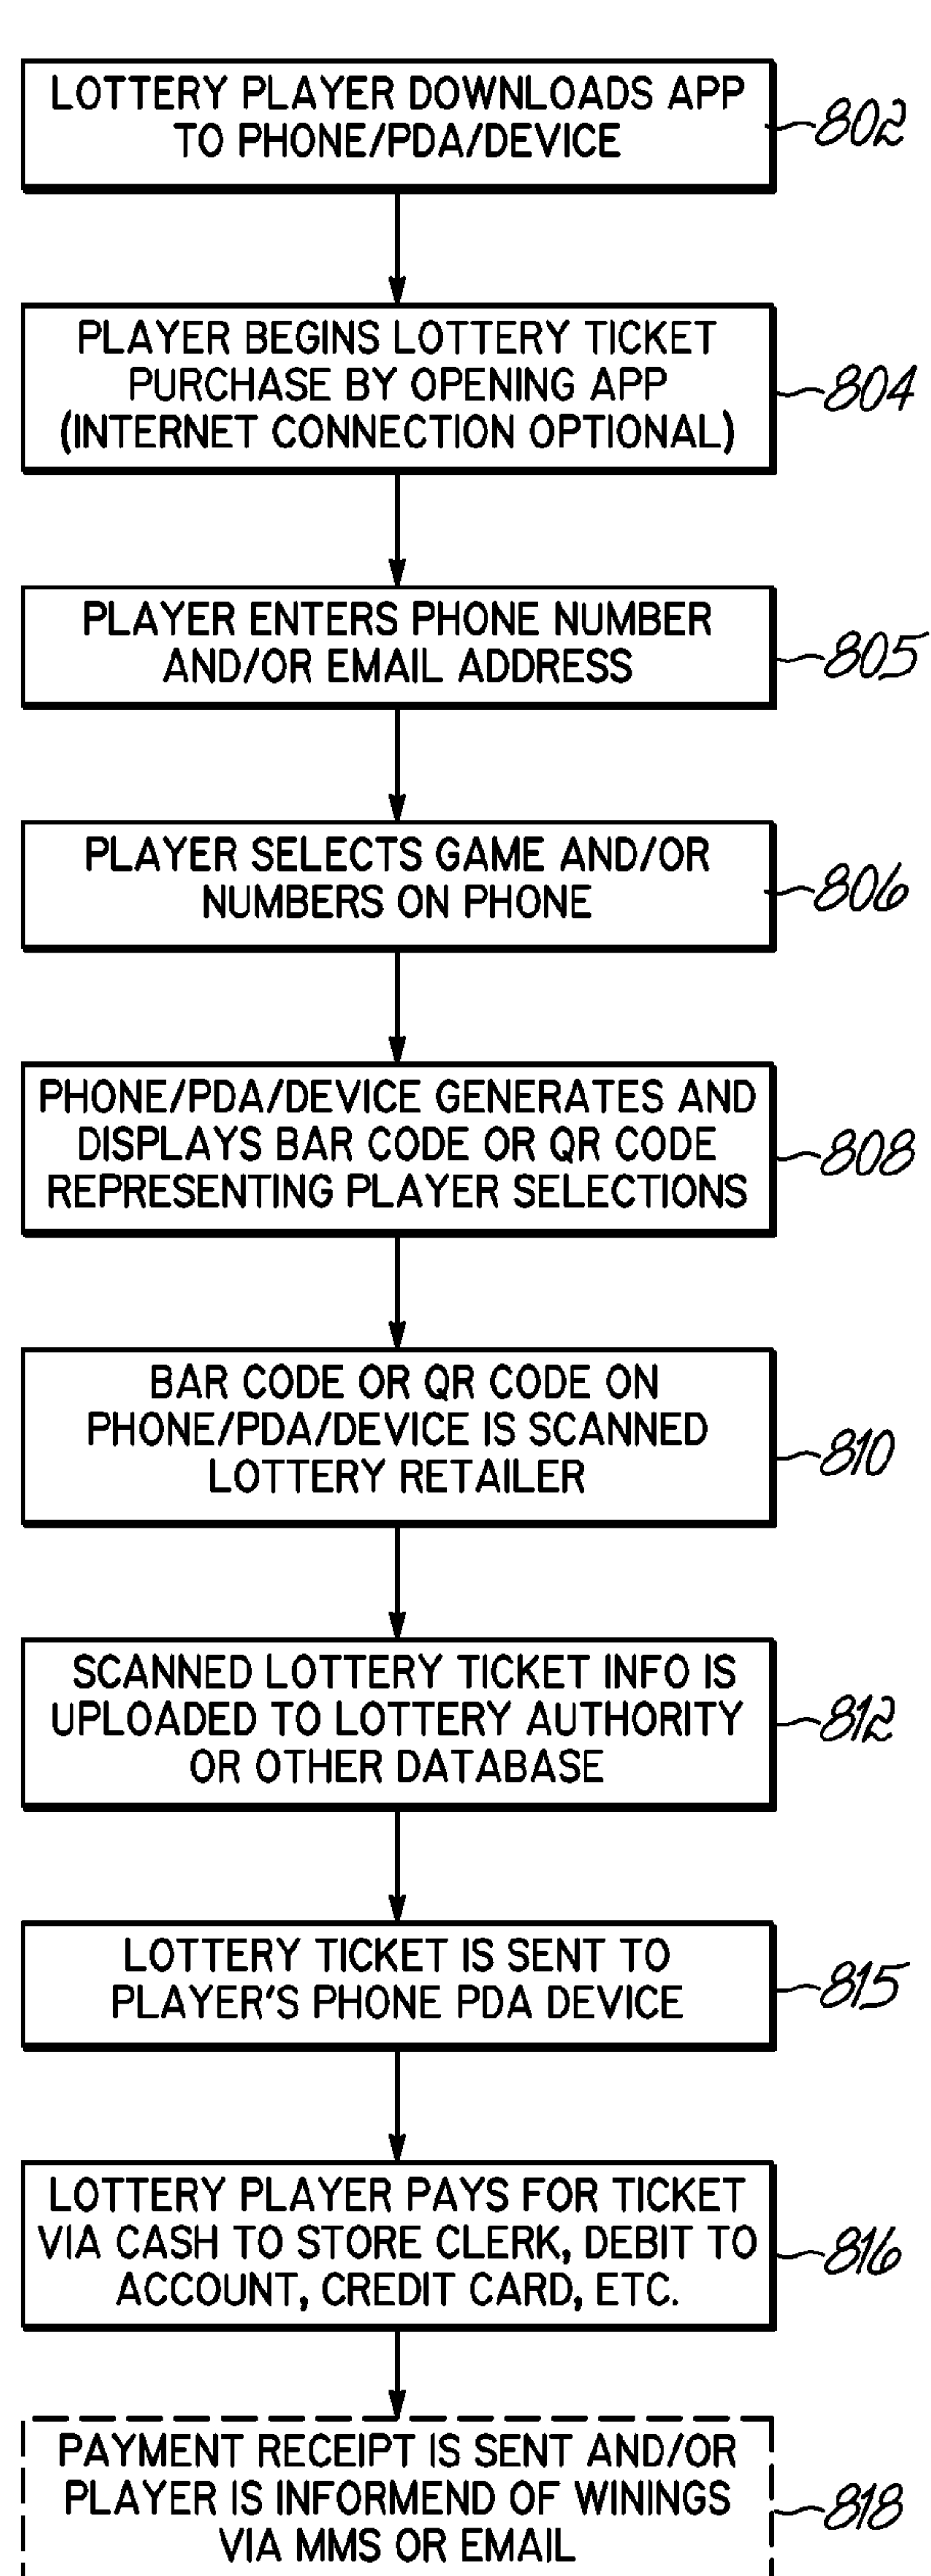 LOTTERY PLAYER DOWNLOADS APP
TO PHONE/PDA/DEVICE
802
PLAYER BEGINS LOTTERY TICKET
PURCHASE BY OPENING APP
(INTERNET CONNECTION OPTIONAL)
804
PLAYER ENTERS PHONE NUMBER
AND/OR EMAIL ADDRESS
805
PLAYER SELECTS GAME AND/OR
NUMBERS ON PHONE
806
PHONE/PDA/DEVICE GENERATES AND
DISPLAYS BAR CODE OR QR CODE
REPRESENTING PLAYER SELECTIONS
808
BAR CODE OR QR CODE ON
PHONE/PDA/DEVICE IS SCANNED
LOTTERY RETAILER
810
SCANNED LOTTERY TICKET INFO IS
UPLOADED TO LOTTERY AUTHORITY
OR OTHER DATABASE
812
LOTTERY TICKET IS SENT TO
PLAYER'S PHONE PDA DEVICE
815
LOTTERY PLAYER PAYS FOR TICKET
VIA CASH TO STORE CLERK, DEBIT TO
ACCOUNT, CREDIT CARD, ETC.
816
PAYMENT RECEIPT IS SENT AND/OR
PLAYER IS INFORMEND OF WININGS
VIA MMS OR EMAIL
818